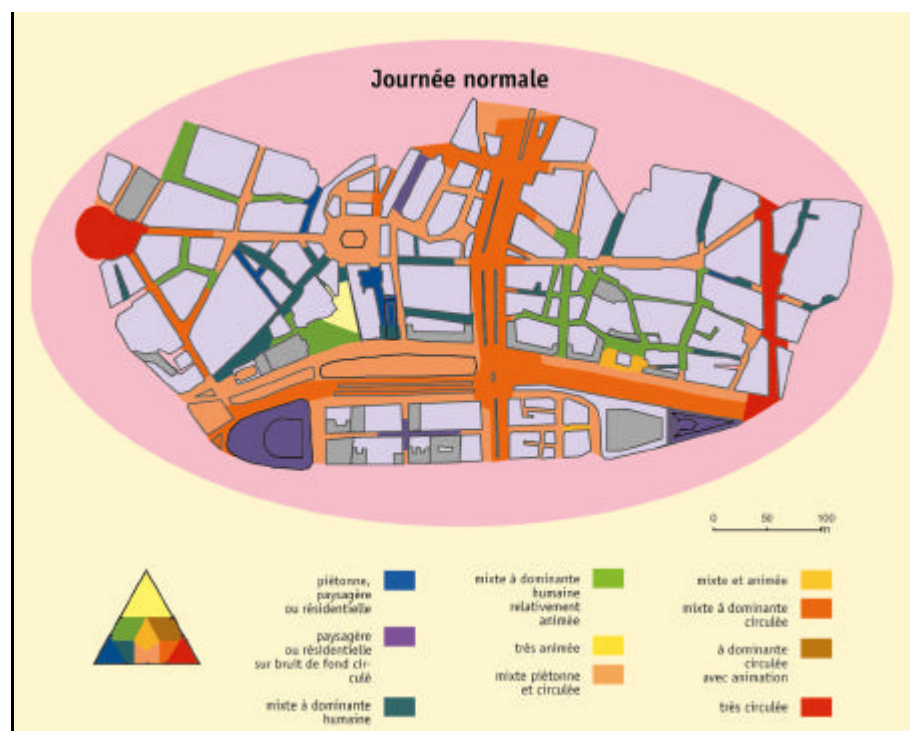 Journée normale
0 50 100
m
piétonne,
paysagère
ou résidentielle
paysagère
ou résidentielle
sur bruit de fond cir-
culé
mixte à dominante
humaine
mixte à dominante
humaine
relativement
animée
très animée
mixte piétonne
et circulée
mixte et animée
mixte à dominante
circulée
à dominante
circulée
avec animation
très circulée